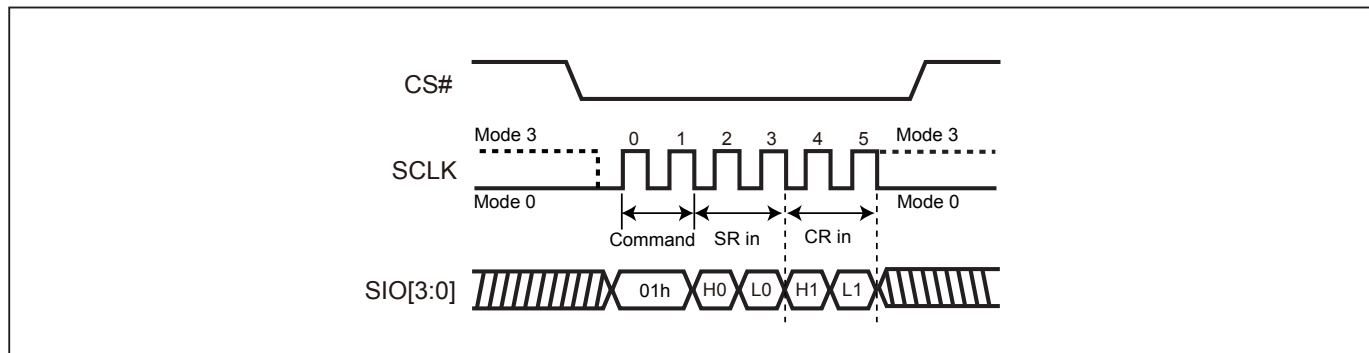 CS#
Mode 3
0 1 2 3 4 5
Mode 3
SCLK
Mode 0
Mode 0
Command
SR in
CR in
SIO[3:0]
01h
H0
L0
H1
L1